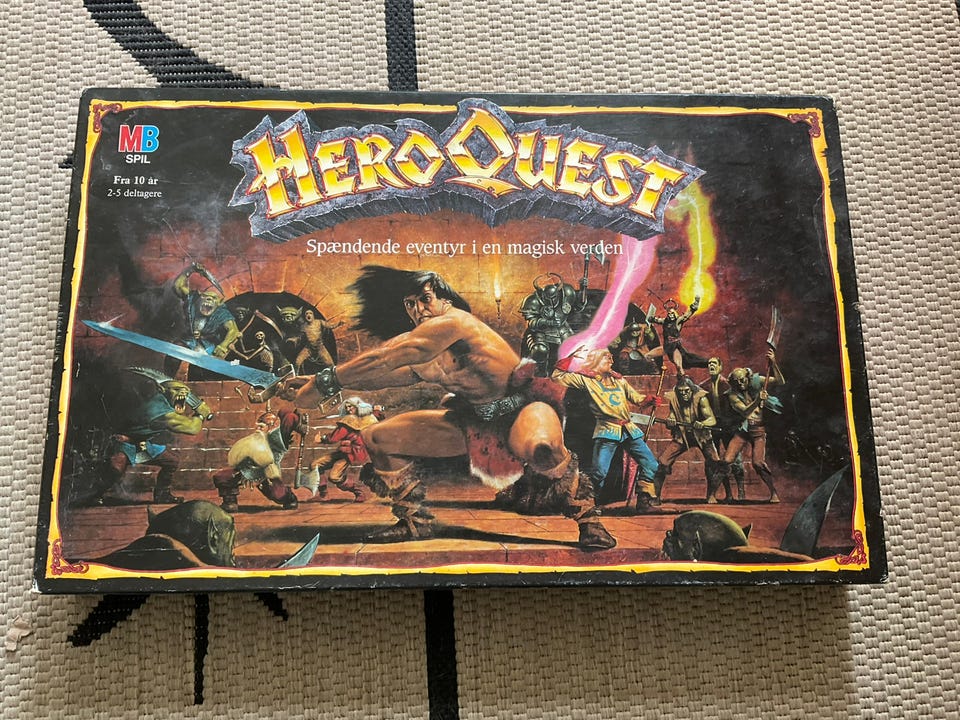 MB
SPIL
Fra 10 år
2-5 deltagere
HEROQUEST
Spændende eventyr i en magisk verden